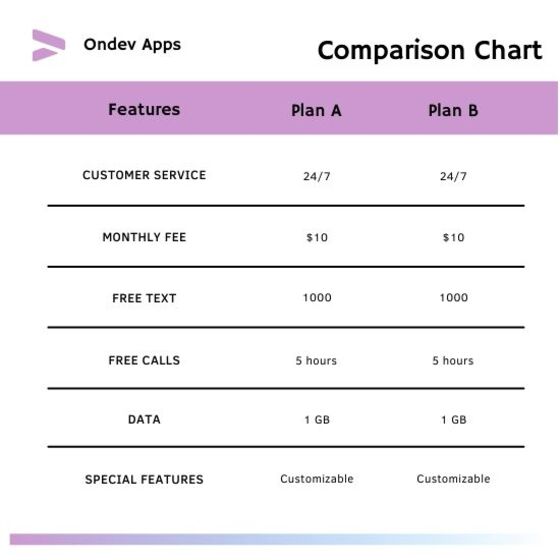 Ondev Apps
Comparison Chart
Features Plan A Plan B
CUSTOMER SERVICE 24/7 24/7
MONTHLY FEE $10 $10
FREE TEXT 1000 1000
FREE CALLS 5 hours 5 hours
DATA 1 GB 1 GB
SPECIAL FEATURES Customizable Customizable